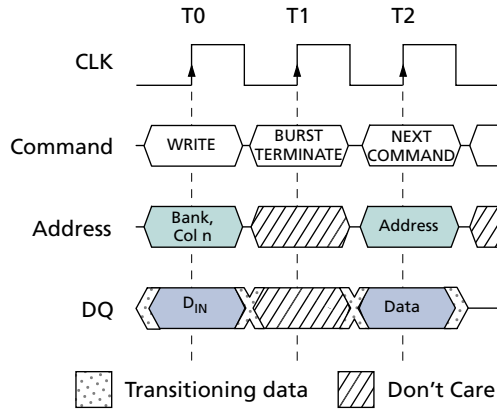 T0 T1 T2
CLK
Command WRITE BURST TERMINATE NEXT COMMAND
Address Bank, Col n Address
DQ DIN Data
Transitioning data Don't Care